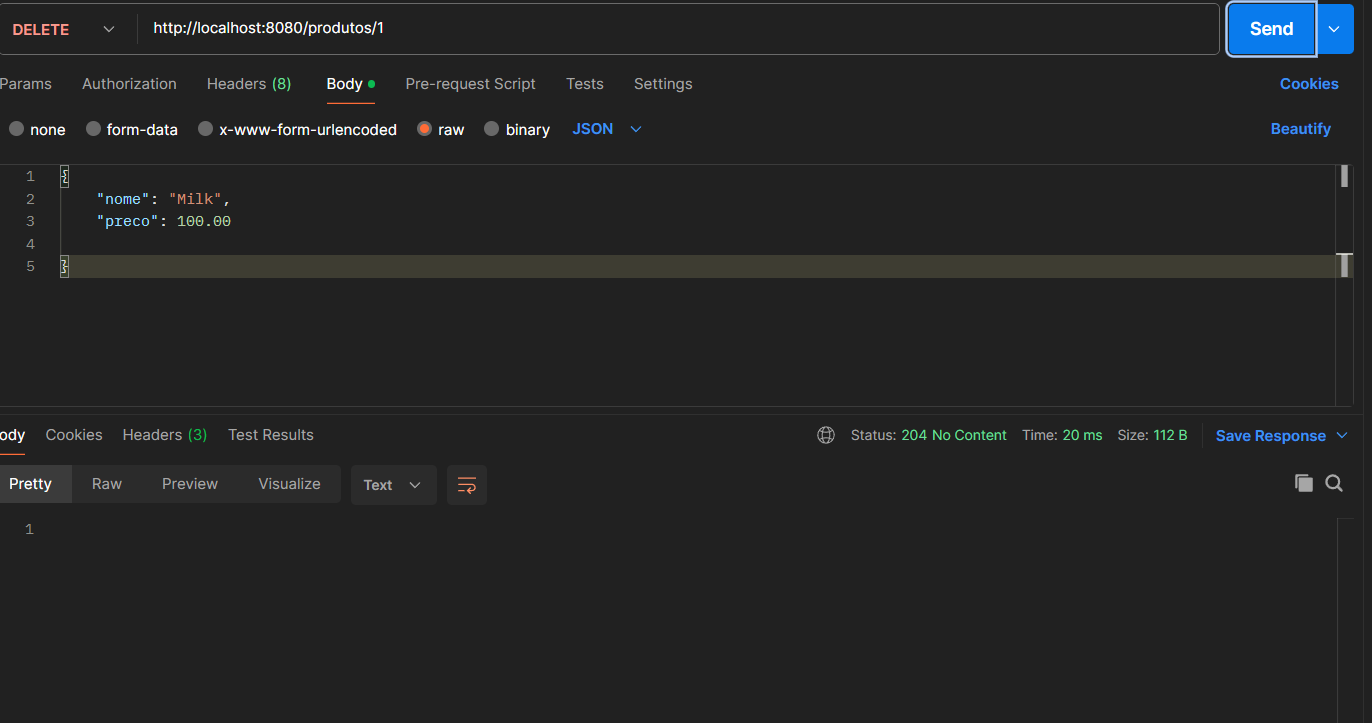 DELETE http://localhost:8080/produtos/1 Send
Params Authorization Headers (8) Body Pre-request Script Tests Settings Cookies
none form-data x-www-form-urlencoded raw binary JSON Beautify
1 {
2 "nome": "Milk",
3 "preco": 100.00
4
5 }
ody Cookies Headers (3) Test Results Status: 204 No Content Time: 20 ms Size: 112 B Save Response
Pretty Raw Preview Visualize Text
1